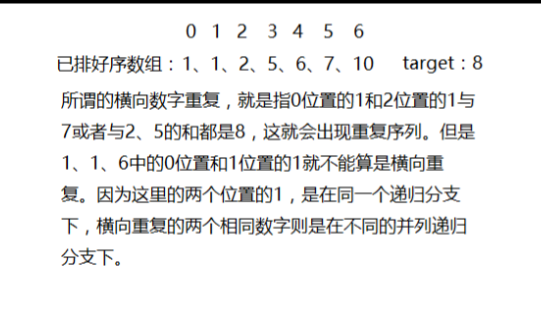 0 1 2 3 4 5 6
已排好序数组：1、1、2、5、6、7、10 target：8
所谓的横向数字重复，就是指0位置的1和2位置的1与
7或者与2、5的和都是8，这就会出现重复序列。但是
1、1、6中的0位置和1位置的1就不能算是横向重
复。因为这里的两个位置的1，是在同一个递归分支
下，横向重复的两个相同数字则是在不同的并列递归
分支下。